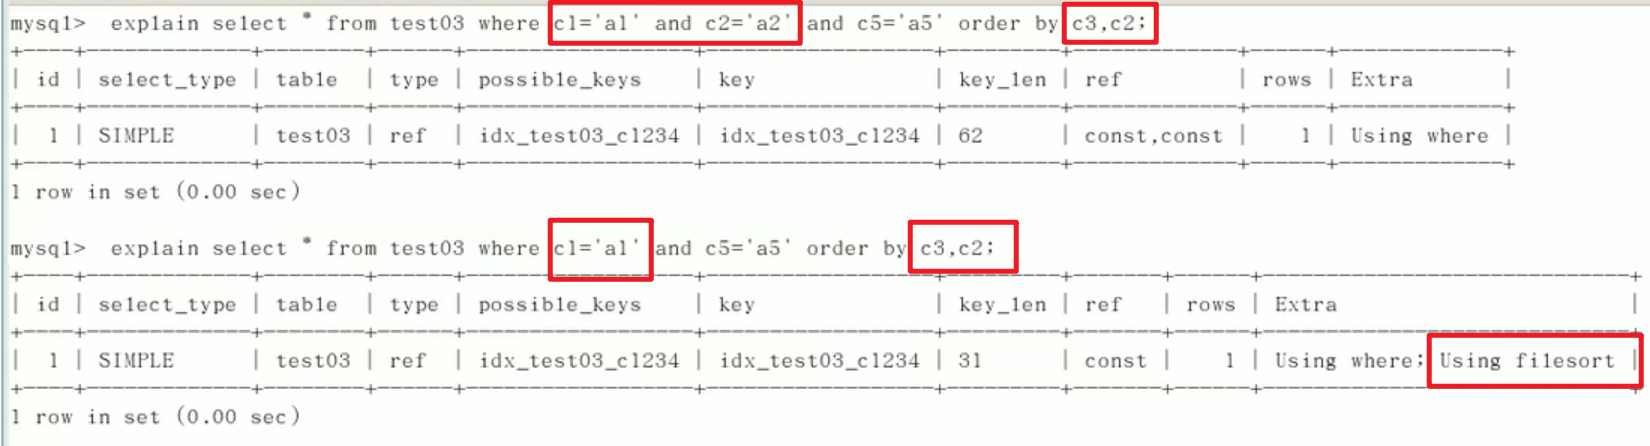 mysql> explain select * from test03 where c1='a1' and c2='a2' and c5='a5' order by c3,c2;
+----+-------------+--------+------+----------------+----------------+---------+-------------+------+-------------+
| id | select_type | table | type | possible_keys | key | key_len | ref | rows | Extra |
+----+-------------+--------+------+----------------+----------------+---------+-------------+------+-------------+
| 1 | SIMPLE | test03 | ref | idx_test03_c1234 | idx_test03_c1234 | 62 | const,const | 1 | Using where |
+----+-------------+--------+------+----------------+----------------+---------+-------------+------+-------------+
1 row in set (0.00 sec)
mysql> explain select * from test03 where c1='a1' and c5='a5' order by c3,c2;
+----+-------------+--------+------+----------------+----------------+---------+-------+------+-----------------------------+
| id | select_type | table | type | possible_keys | key | key_len | ref | rows | Extra |
+----+-------------+--------+------+----------------+----------------+---------+-------+------+-----------------------------+
| 1 | SIMPLE | test03 | ref | idx_test03_c1234 | idx_test03_c1234 | 31 | const | 1 | Using where; Using filesort |
+----+-------------+--------+------+----------------+----------------+---------+-------+------+-----------------------------+
1 row in set (0.00 sec)